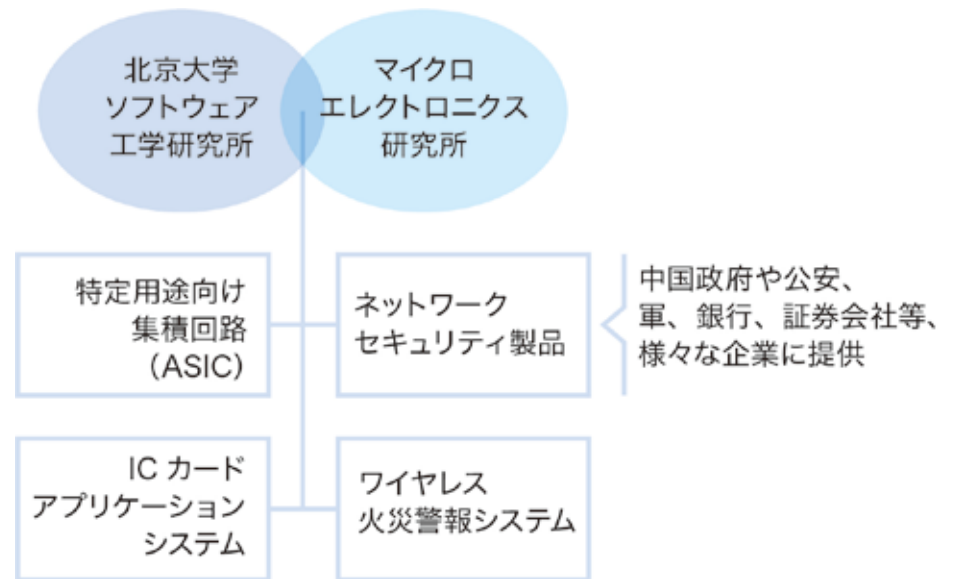 北京大学
ソフトウェア
工学研究所
マイクロ
エレクトロニクス
研究所
特定用途向け
集積回路
（ASIC）
ネットワーク
セキュリティ製品
中国政府や公安、
軍、銀行、証券会社等、
様々な企業に提供
IC カード
アプリケーション
システム
ワイヤレス
火災警報システム